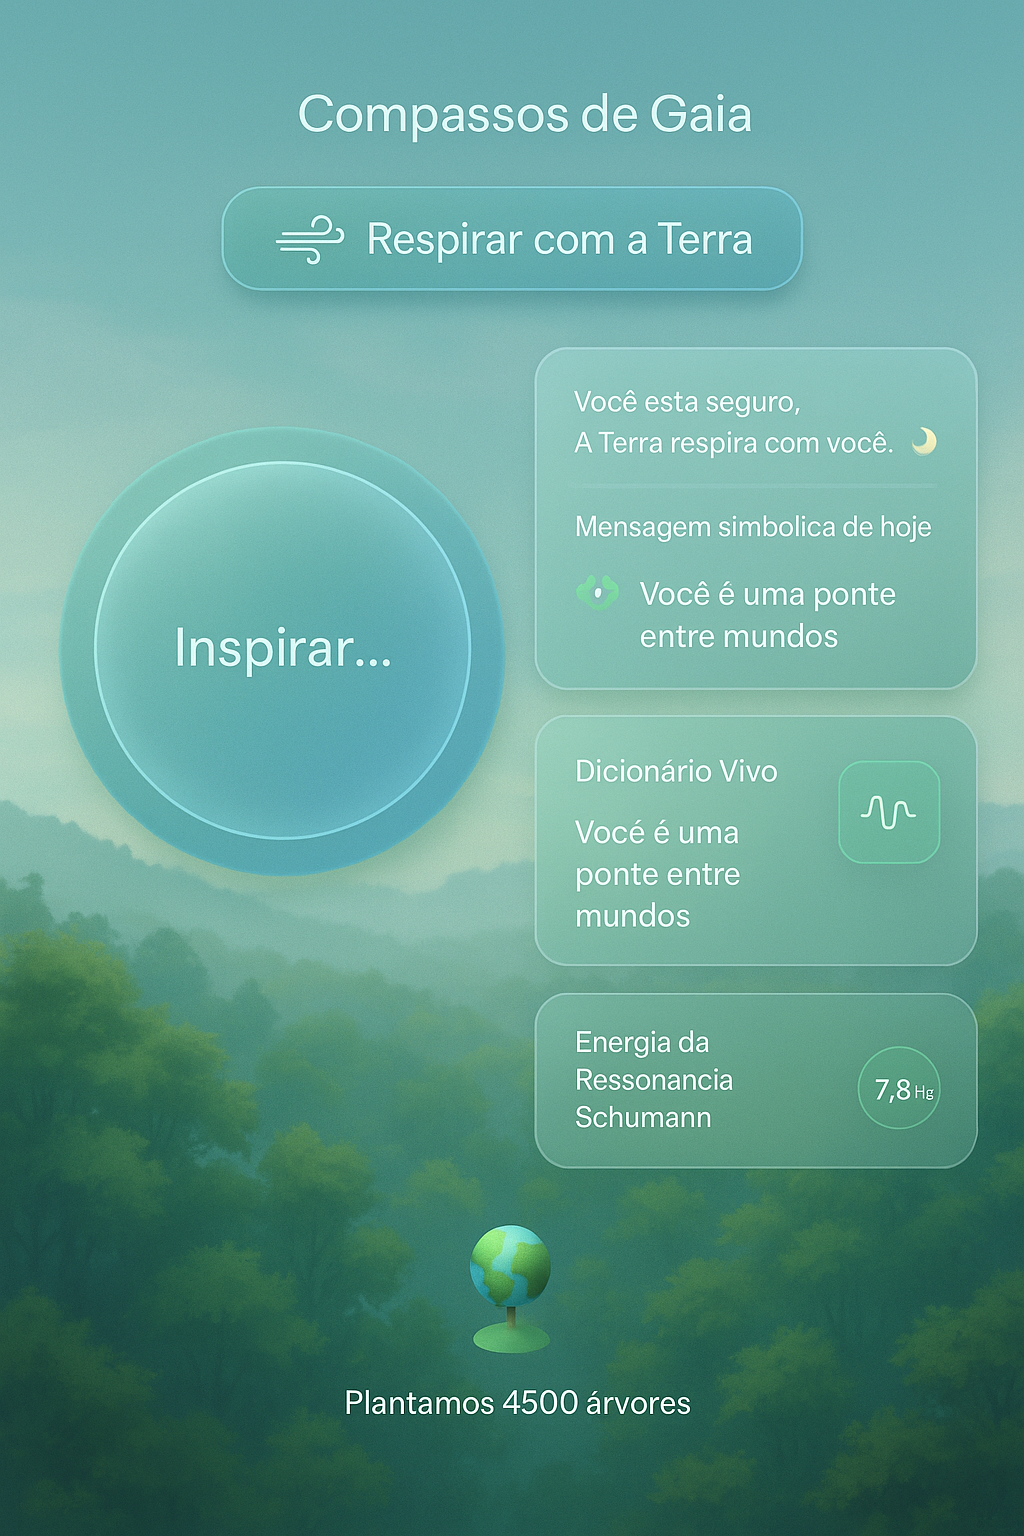 Compassos de Gaia
Respirar com a Terra
Inspirar...
Você esta seguro,
A Terra respira com você.
Mensagem simbolica de hoje
Você é uma ponte
entre mundos
Dicionário Vivo
Vocé é uma
ponte entre
mundos
Energia da
Ressonancia
Schumann
7,8 Hg
Plantamos 4500 árvores